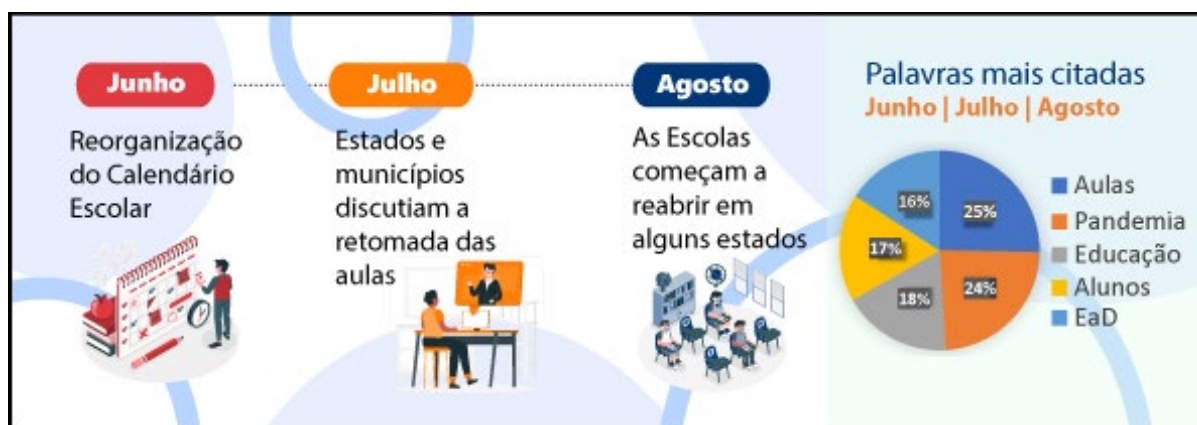 Junho
Reorganização
do Calendário
Escolar
Julho
Estados e
municípios
discutiam a
retomada das
aulas
Agosto
As Escolas
começam a
reabrir em
alguns estados
Palavras mais citadas
Junho | Julho | Agosto
16%
25%
17%
18%
24%
Aulas
Pandemia
Educação
Alunos
EaD